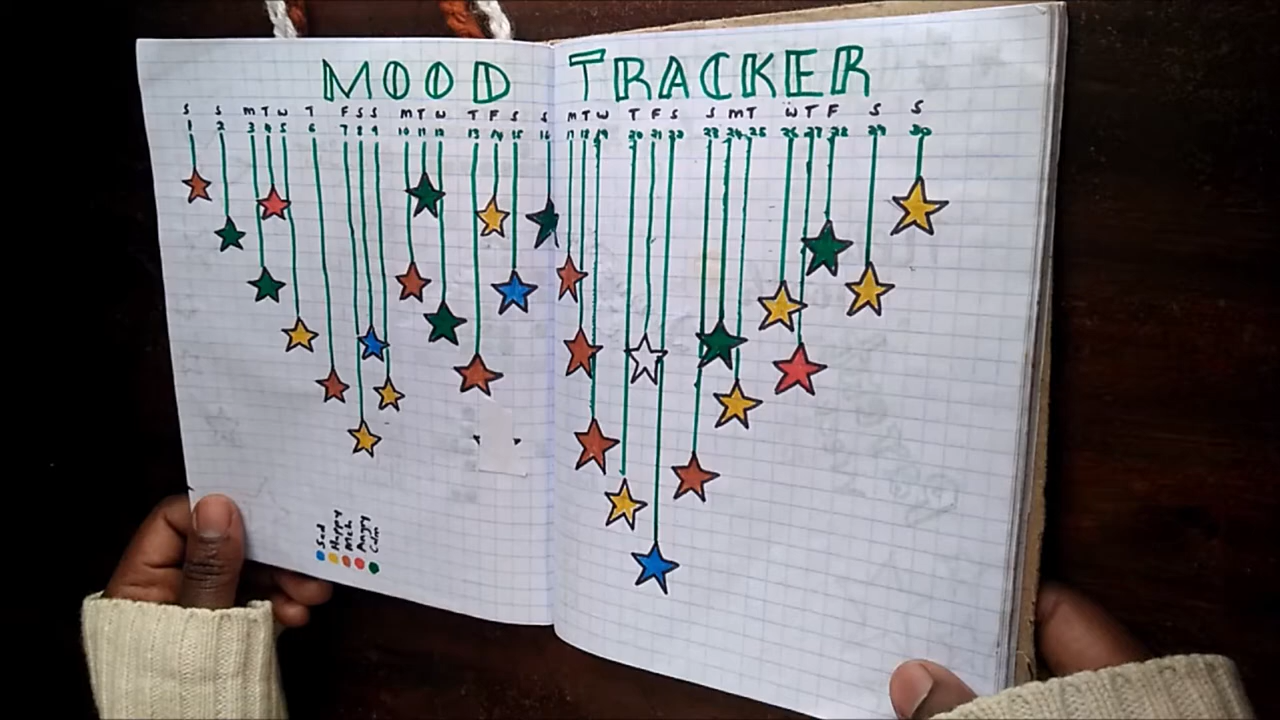 MOOD TRACKER
S S M T W T F S S M T W T F S S M T W T F S S M T W T F S S
1 2 3 4 5 6 7 8 9 10 11 12 13 14 15 16 17 18 19 20 21 22 23 24 25 26 27 28 29 30
Sad
Happy
Meh
Angry
Calm